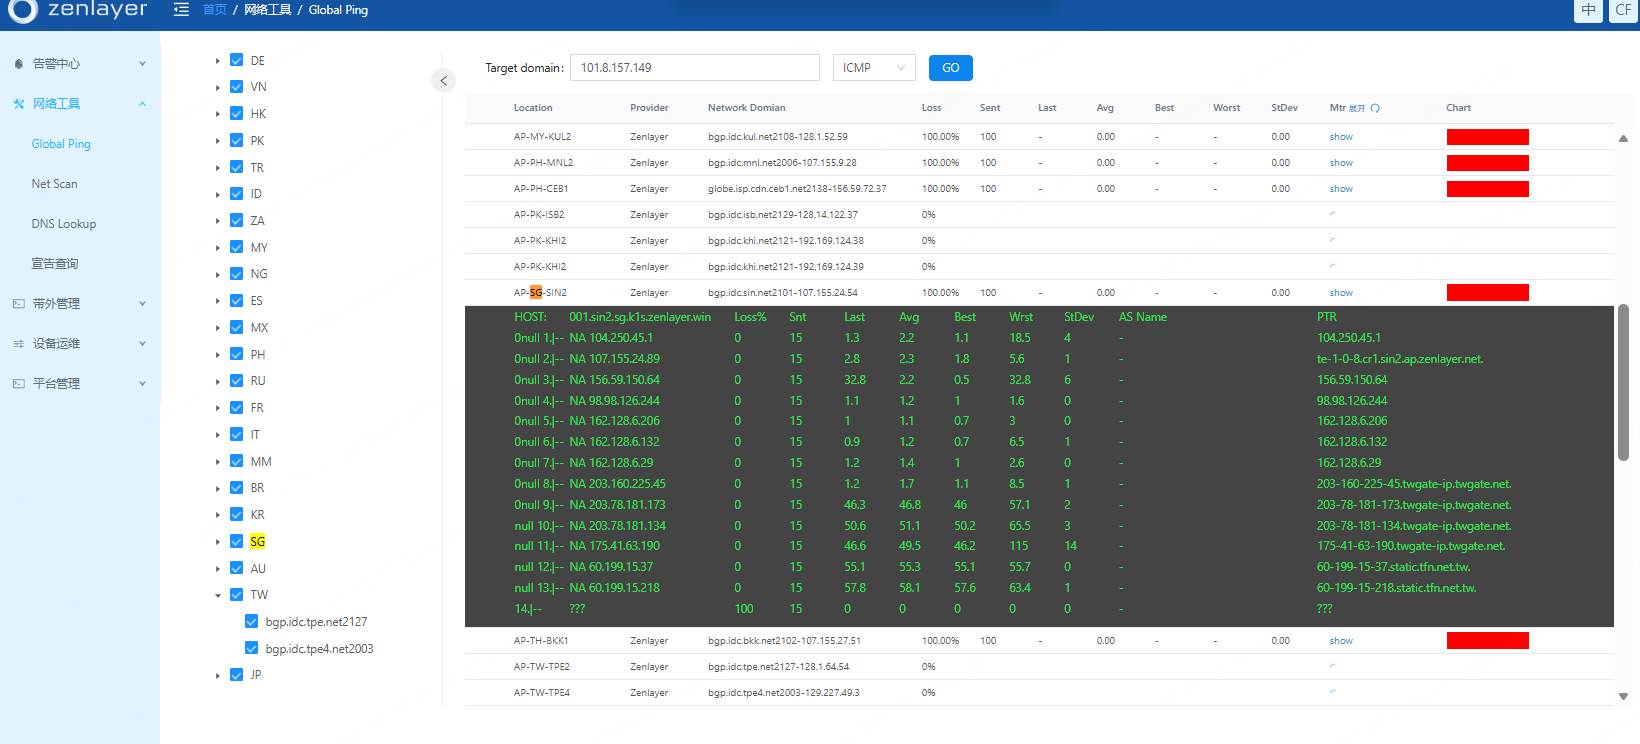 zenlayer
首页 / 网络工具 / Global Ping
中 CF
告警中心
网络工具
Global Ping
Net Scan
DNS Lookup
宣告查询
带外管理
设备运维
平台管理
DE
VN
HK
PK
TR
ID
ZA
MY
NG
ES
MX
PH
RU
FR
IT
MM
BR
KR
SG
AU
TW
bgp.idc.tpe.net2127
bgp.idc.tpe4.net2003
JP
Target domain: 101.8.157.149 ICMP GO
Location Provider Network Domian Loss Sent Last Avg Best Worst StDev Mtr 展开 Chart
AP-MY-KUL2 Zenlayer bgp.idc.kul.net2108-128.1.52.59 100.00% 100 - 0.00 - - 0.00 show
AP-PH-MNL2 Zenlayer bgp.idc.mnl.net2006-107.155.9.28 100.00% 100 - 0.00 - - 0.00 show
AP-PH-CEB1 Zenlayer globe.isp.cdn.ceb1.net2138-156.59.72.37 100.00% 100 - 0.00 - - 0.00 show
AP-PK-ISB2 Zenlayer bgp.idc.isb.net2129-128.14.122.37 0%
AP-PK-KHI2 Zenlayer bgp.idc.khi.net2121-192.169.124.38 0%
AP-PK-KHI2 Zenlayer bgp.idc.khi.net2121-192.169.124.39 0%
AP-SG-SIN2 Zenlayer bgp.idc.sin.net2101-107.155.24.54 100.00% 100 - 0.00 - - 0.00 show
HOST: 001.sin2.sg.k1s.zenlayer.win Loss% Snt Last Avg Best Wrst StDev AS Name PTR
0null 1.|-- NA 104.250.45.1 0 15 1.3 2.2 1.1 18.5 4 - 104.250.45.1
0null 2.|-- NA 107.155.24.89 0 15 2.8 2.3 1.8 5.6 1 - te-1-0-8.cr1.sin2.ap.zenlayer.net.
0null 3.|-- NA 156.59.150.64 0 15 32.8 2.2 0.5 32.8 6 - 156.59.150.64
0null 4.|-- NA 98.98.126.244 0 15 1.1 1.2 1 1.6 0 - 98.98.126.244
0null 5.|-- NA 162.128.6.206 0 15 1 1.1 0.7 3 0 - 162.128.6.206
0null 6.|-- NA 162.128.6.132 0 15 0.9 1.2 0.7 6.5 1 - 162.128.6.132
0null 7.|-- NA 162.128.6.29 0 15 1.2 1.4 1 2.6 0 - 162.128.6.29
0null 8.|-- NA 203.160.225.45 0 15 1.2 1.7 1.1 8.5 1 - 203-160-225-45.twgate-ip.twgate.net.
0null 9.|-- NA 203.78.181.173 0 15 46.3 46.8 46 57.1 2 - 203-78-181-173.twgate-ip.twgate.net.
null 10.|-- NA 203.78.181.134 0 15 50.6 51.1 50.2 65.5 3 - 203-78-181-134.twgate-ip.twgate.net.
null 11.|-- NA 175.41.63.190 0 15 46.6 49.5 46.2 115 14 - 175-41-63-190.twgate-ip.twgate.net.
null 12.|-- NA 60.199.15.37 0 15 55.1 55.3 55.1 55.7 0 - 60-199-15-37.static.tfn.net.tw.
null 13.|-- NA 60.199.15.218 0 15 57.8 58.1 57.6 63.4 1 - 60-199-15-218.static.tfn.net.tw.
14.|-- ??? 100 15 0 0 0 0 0 - ???
AP-TH-BKK1 Zenlayer bgp.idc.bkk.net2102-107.155.27.51 100.00% 100 - 0.00 - - 0.00 show
AP-TW-TPE2 Zenlayer bgp.idc.tpe.net2127-128.1.64.54 0%
AP-TW-TPE4 Zenlayer bgp.idc.tpe4.net2003-129.227.49.3 0%